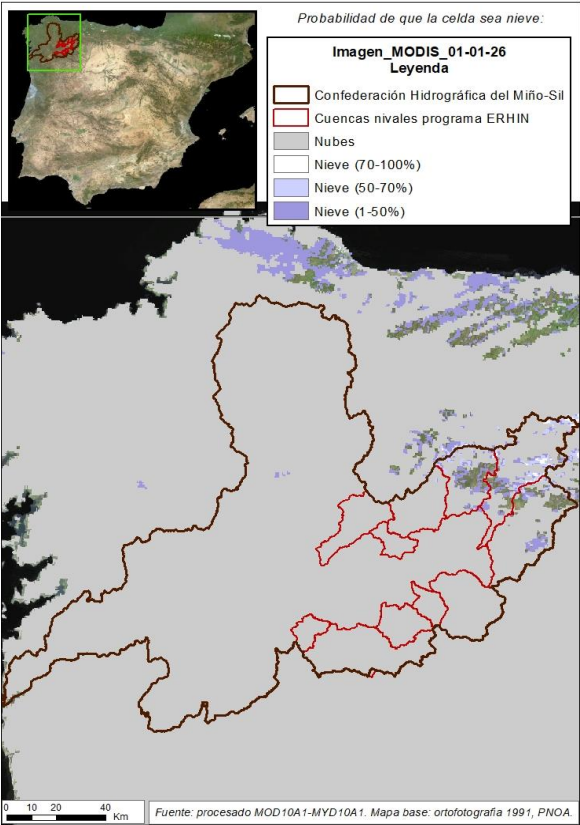 Probabilidad de que la celda sea nieve:
Imagen_MODIS_01-01-26
Leyenda
Confederación Hidrográfica del Miño-Sil
Cuencas nivales programa ERHIN
Nubes
Nieve (70-100%)
Nieve (50-70%)
Nieve (1-50%)
0 10 20 30 40
Km
Fuente: procesado MOD10A1-MYD10A1. Mapa base: ortofotografía 1991, PNOA.